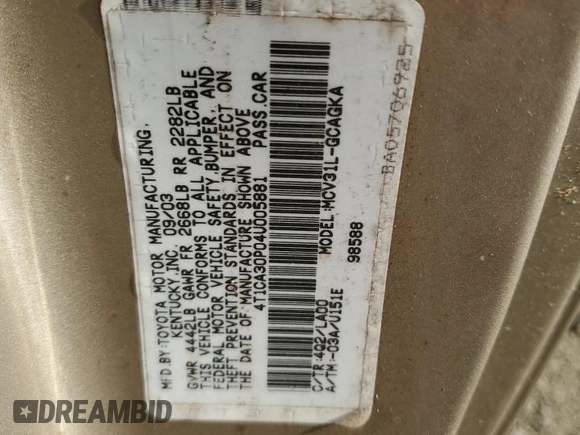 MFD.BY:TOYOTA MOTOR MANUFACTURING,
KENTUCKY,INC. 09/03
GVWR 4442LB GAWR FR 2668LB RR 2282LB
THIS VEHICLE CONFORMS TO ALL APPLICABLE
FEDERAL MOTOR VEHICLE SAFETY,BUMPER, AND
THEFT PREVENTION STANDARDS IN EFFECT ON
THE DATE OF MANUFACTURE SHOWN ABOVE
4T1CA30P04U005881 PASS.CAR
C/TR:4Q2/LA00 MODEL:MCV31L-GCAGKA
A/TM:-03A/U151E 98588
BA05706925
DREAMBID